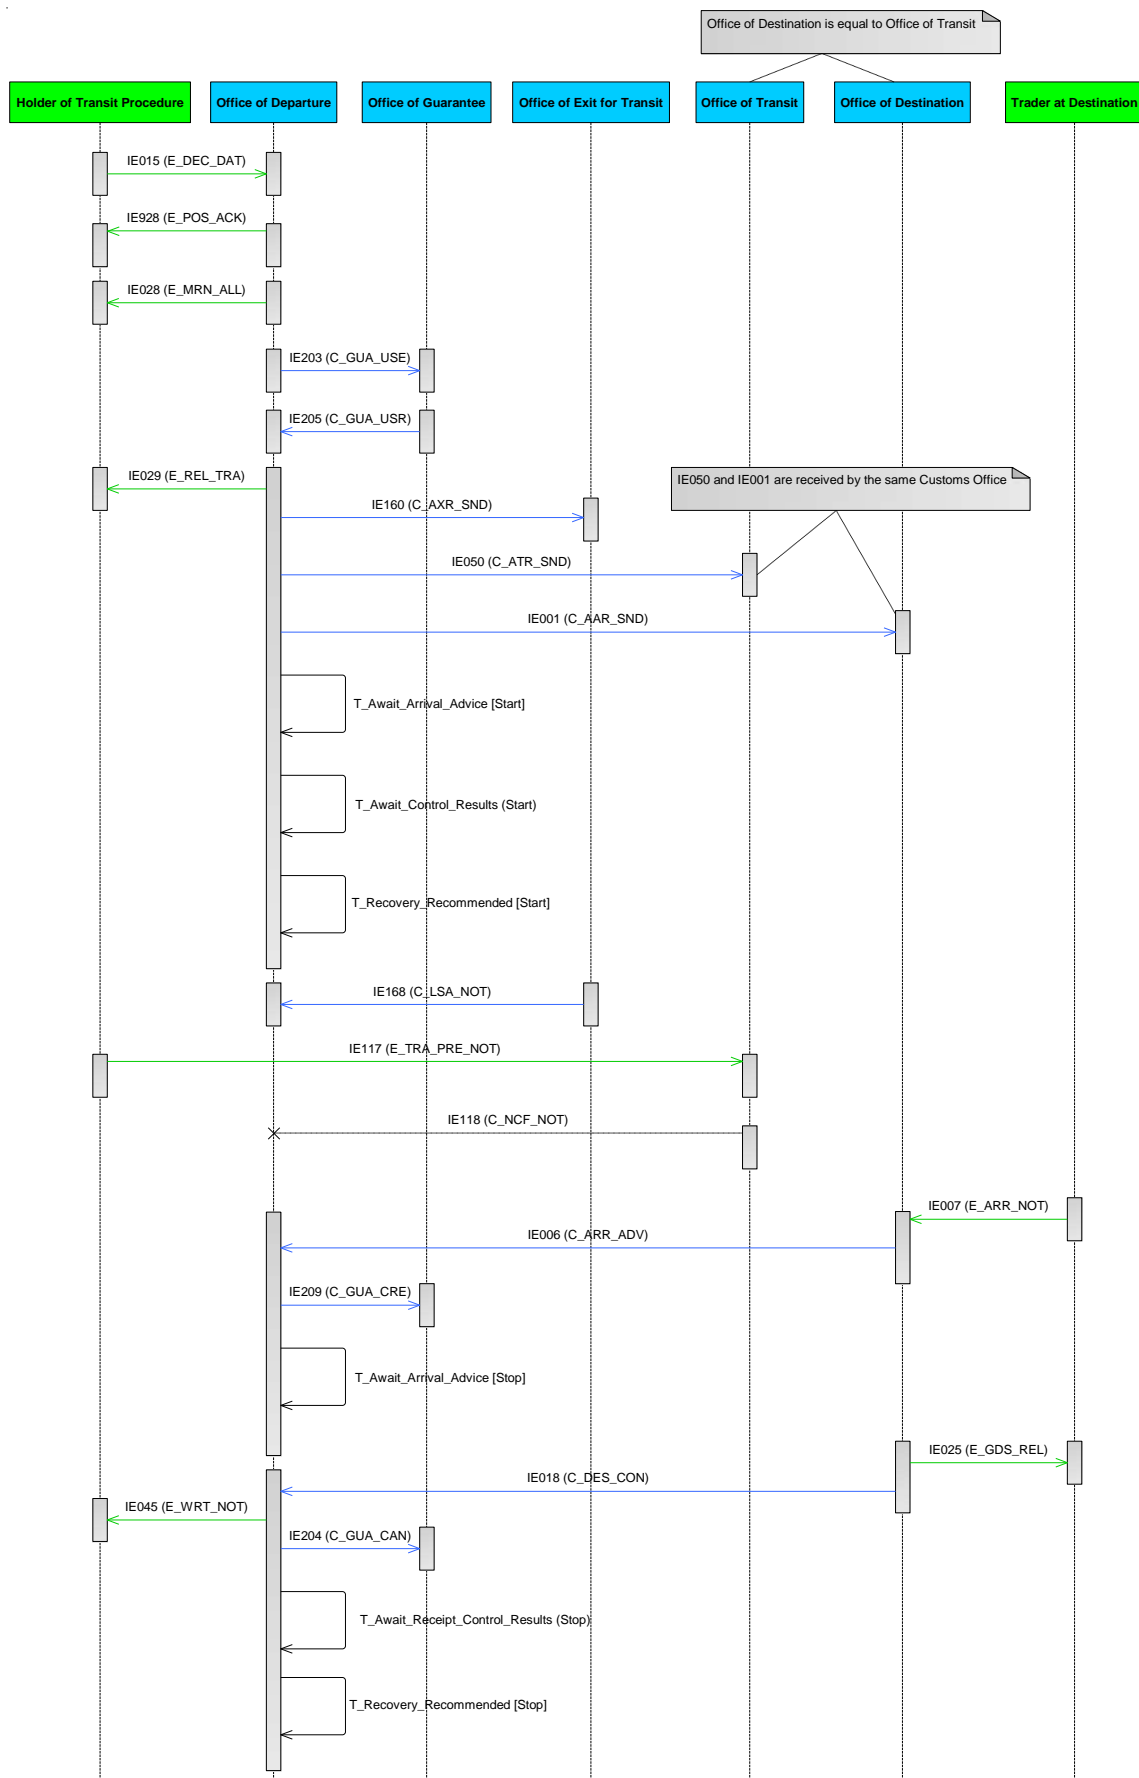 Office of Destination is equal to Office of Transit
Holder of Transit Procedure
Office of Departure
Office of Guarantee
Office of Exit for Transit
Office of Transit
Office of Destination
Trader at Destination
IE015 (E_DEC_DAT)
IE928 (E_POS_ACK)
IE028 (E_MRN_ALL)
IE203 (C_GUA_USE)
IE205 (C_GUA_USR)
IE029 (E_REL_TRA)
IE050 and IE001 are received by the same Customs Office
IE160 (C_AXR_SND)
IE050 (C_ATR_SND)
IE001 (C_AAR_SND)
T_Await_Arrival_Advice [Start]
T_Await_Control_Results (Start)
T_Recovery_Recommended [Start]
IE168 (C_LSA_NOT)
IE117 (E_TRA_PRE_NOT)
IE118 (C_NCF_NOT)
IE007 (E_ARR_NOT)
IE006 (C_ARR_ADV)
IE209 (C_GUA_CRE)
T_Await_Arrival_Advice [Stop]
IE025 (E_GDS_REL)
IE018 (C_DES_CON)
IE045 (E_WRT_NOT)
IE204 (C_GUA_CAN)
T_Await_Receipt_Control_Results (Stop)
T_Recovery_Recommended [Stop]